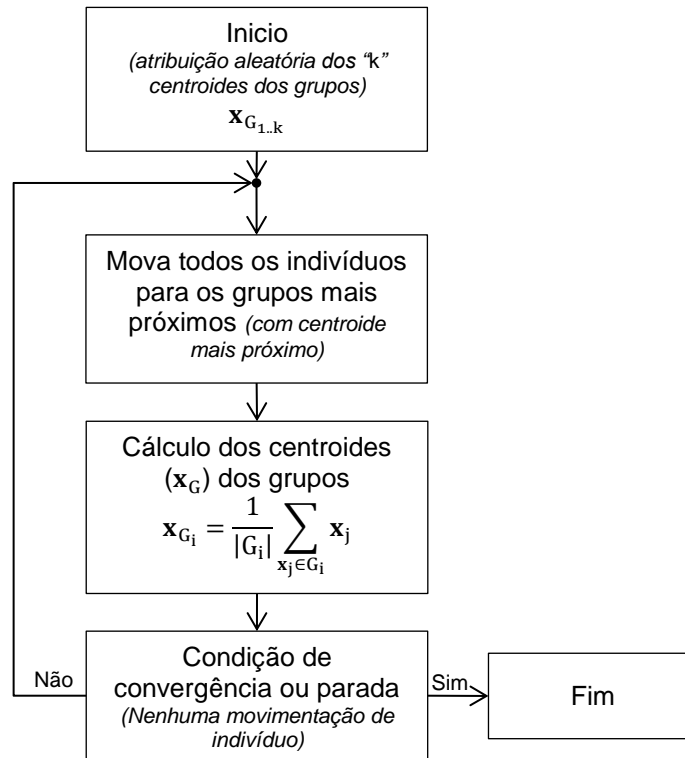 Inicio
(atribuição aleatória dos “k”
centroides dos grupos)
𝐱_{G_{1..k}}
Mova todos os indivíduos
para os grupos mais
próximos (com centroide
mais próximo)
Cálculo dos centroides
(𝐱_G) dos grupos
𝐱_{G_i} = \frac{1}{|G_i|} \sum_{𝐱_j∈G_i} 𝐱_j
Condição de
convergência ou parada
(Nenhuma movimentação de
indivíduo)
Não
Sim
Fim